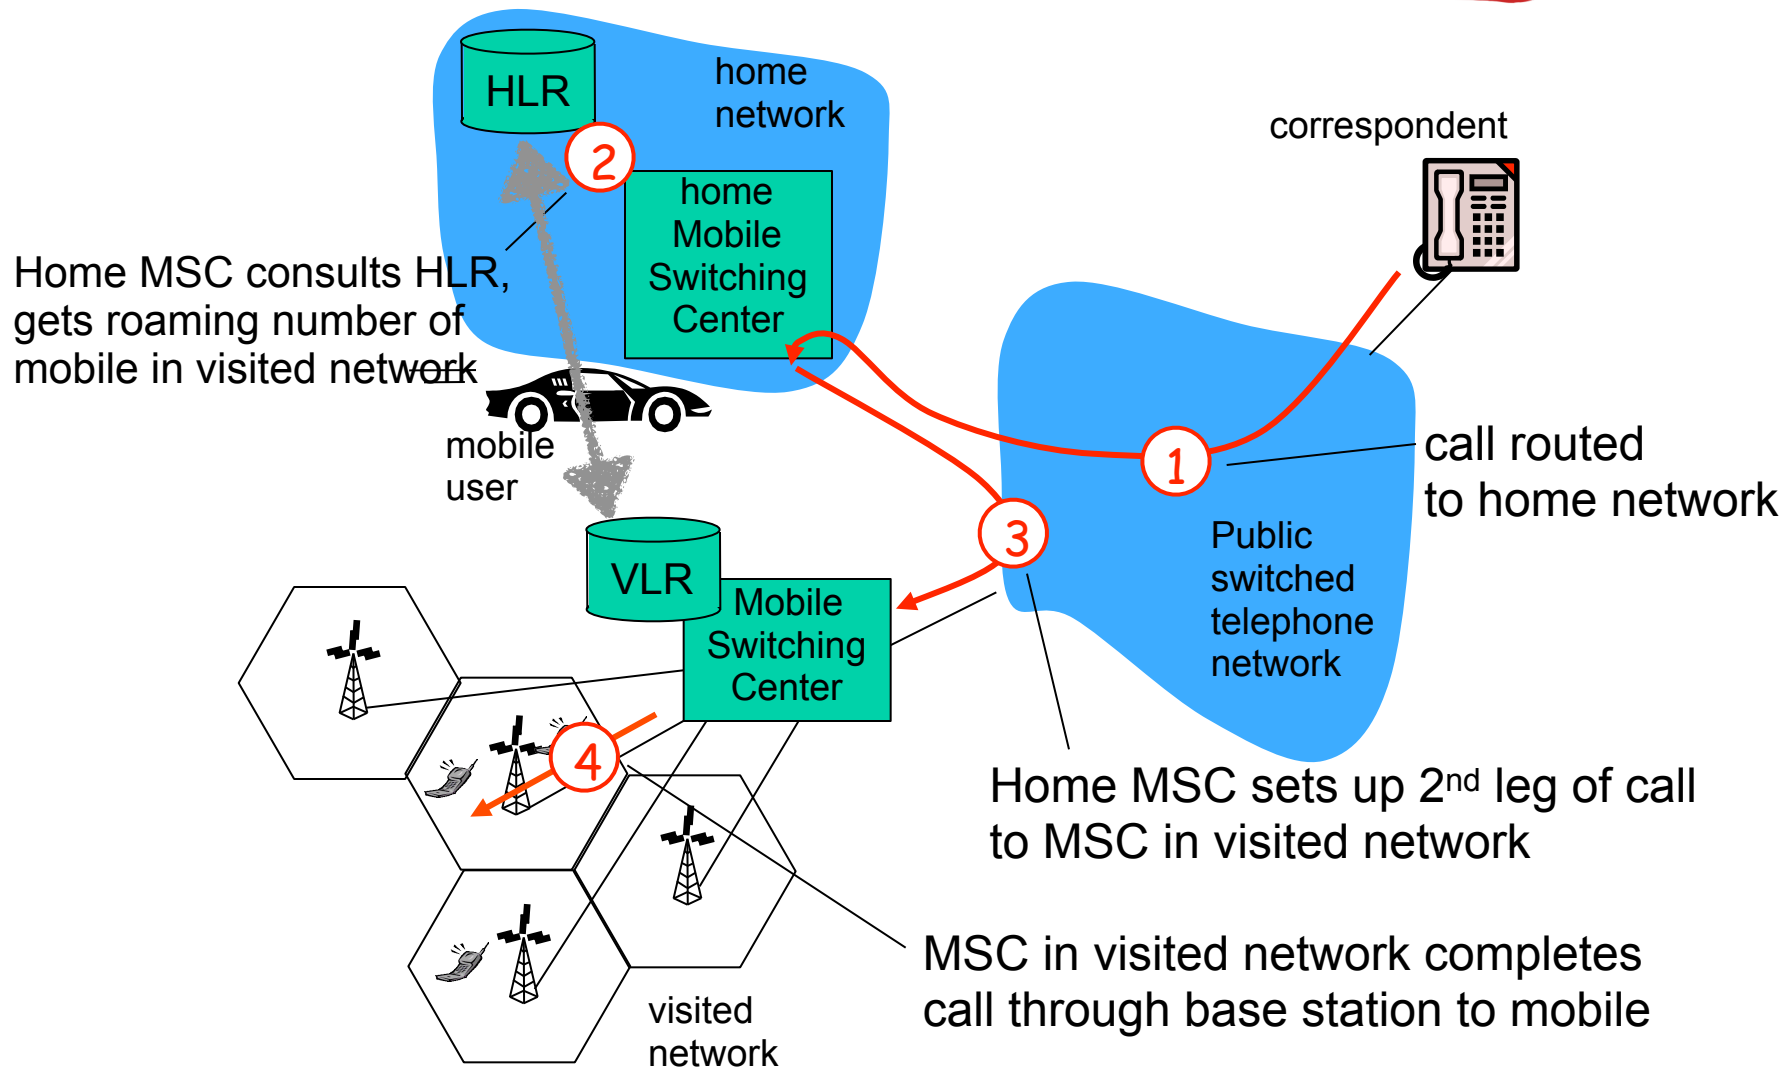 HLR
home
network
correspondent
2
home
Mobile
Switching
Center
Home MSC consults HLR,
gets roaming number of
mobile in visited network
mobile
user
1
call routed
to home network
3
Public
switched
telephone
network
VLR
Mobile
Switching
Center
4
Home MSC sets up 2nd leg of call
to MSC in visited network
MSC in visited network completes
call through base station to mobile
visited
network